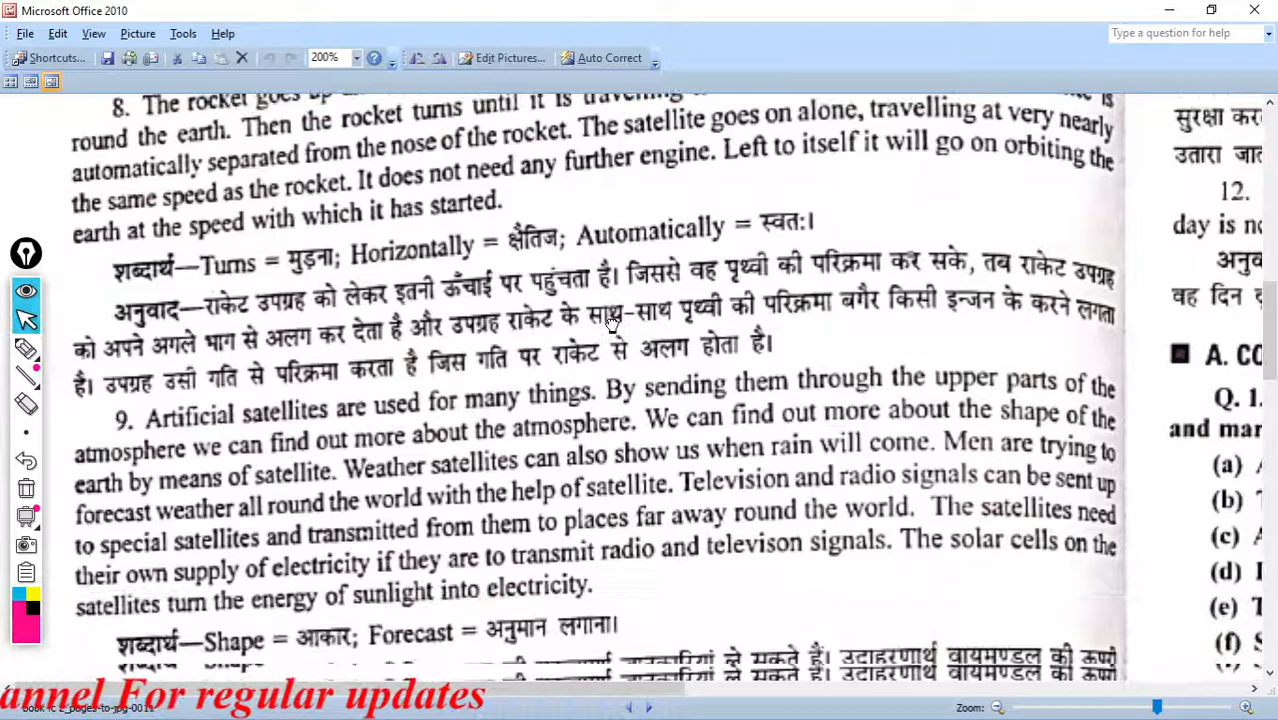 Microsoft Office 2010
File Edit View Picture Tools Help
Type a question for help
Shortcuts... 200% Edit Pictures... Auto Correct
8. The rocket goes up
round the earth. Then the rocket turns until it is travelling
automatically separated from the nose of the rocket. The satellite goes on alone, travelling at very nearly
the same speed as the rocket. It does not need any further engine. Left to itself it will go on orbiting the
earth at the speed with which it has started.
शब्दार्थ—Turns = मुड़ना; Horizontally = क्षैतिज; Automatically = स्वतः।
अनुवाद—राकेट उपग्रह को लेकर इतनी ऊँचाई पर पहुंचता है। जिससे वह पृथ्वी की परिक्रमा कर सके, तब राकेट उपग्रह
को अपने अगले भाग से अलग कर देता है और उपग्रह राकेट के साथ-साथ पृथ्वी की परिक्रमा बगैर किसी इन्जन के करने लगता
है। उपग्रह उसी गति से परिक्रमा करता है जिस गति पर राकेट से अलग होता है।
9. Artificial satellites are used for many things. By sending them through the upper parts of the
atmosphere we can find out more about the atmosphere. We can find out more about the shape of the
earth by means of satellite. Weather satellites can also show us when rain will come. Men are trying to
forecast weather all round the world with the help of satellite. Television and radio signals can be sent up
to special satellites and transmitted from them to places far away round the world. The satellites need
their own supply of electricity if they are to transmit radio and televison signals. The solar cells on the
satellites turn the energy of sunlight into electricity.
शब्दार्थ—Shape = आकार; Forecast = अनुमान लगाना।
ले सकते हैं। उदाहरणार्थ वायुमण्डल की ऊपरी
सुरक्षा कर
उतारा जात
12.
day is no
अनुव
वह दिन द
A. CO
Q. 1.
and mar
(a)
(b) T
(c) A
(d)
(e) T
(f) S
annel For regular updates
Zoom: